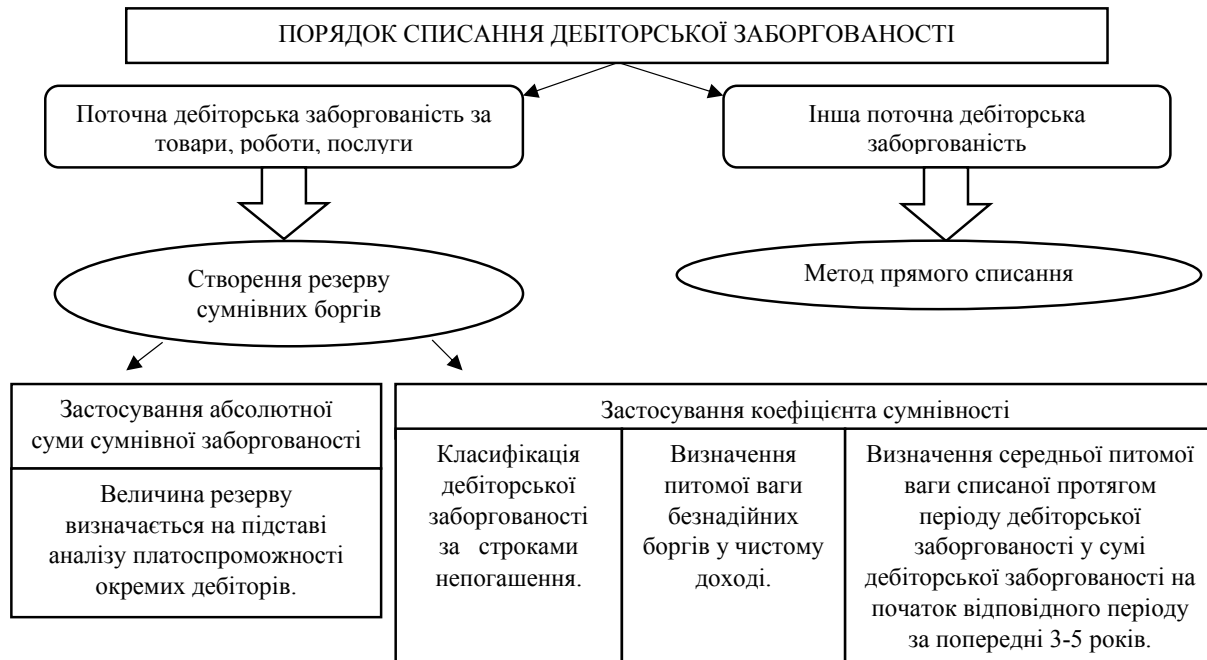 ПОРЯДОК СПИСАННЯ ДЕБІТОРСЬКОЇ ЗАБОРГОВАНОСТІ
Поточна дебіторська заборгованість за
товари, роботи, послуги
Інша поточна дебіторська
заборгованість
Створення резерву
сумнівних боргів
Метод прямого списання
Застосування абсолютної
суми сумнівної заборгованості
Величина резерву
визначається на підставі
аналізу платоспроможності
окремих дебіторів.
Застосування коефіцієнта сумнівності
Класифікація
дебіторської
заборгованості
за строками
непогашення.
Визначення
питомої ваги
безнадійних
боргів у чистому
доході.
Визначення середньої питомої
ваги списаної протягом
періоду дебіторської
заборгованості у сумі
дебіторської заборгованості на
початок відповідного періоду
за попередні 3-5 років.